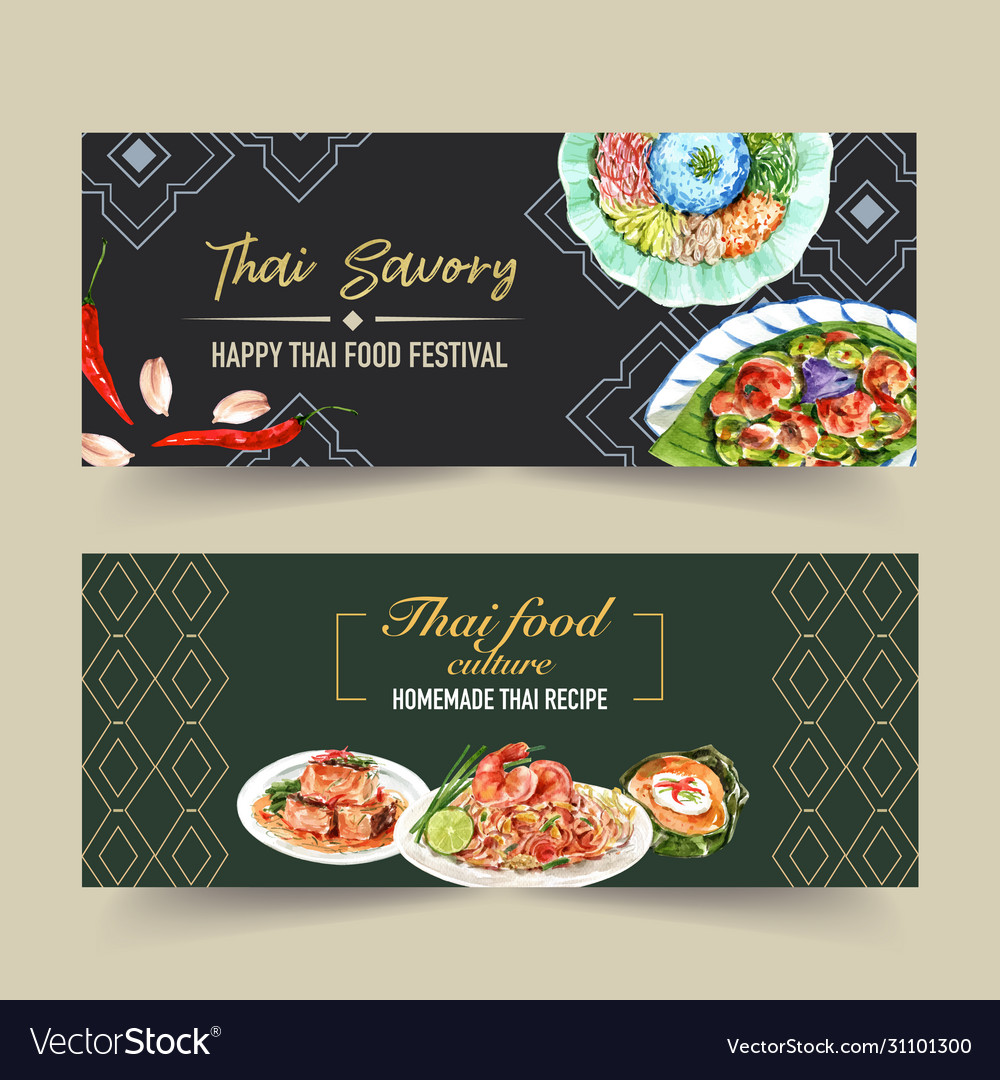 Thai Savory
HAPPY THAI FOOD FESTIVAL
Thai food
culture
HOMEMADE THAI RECIPE
VectorStock®
VectorStock.com/31101300